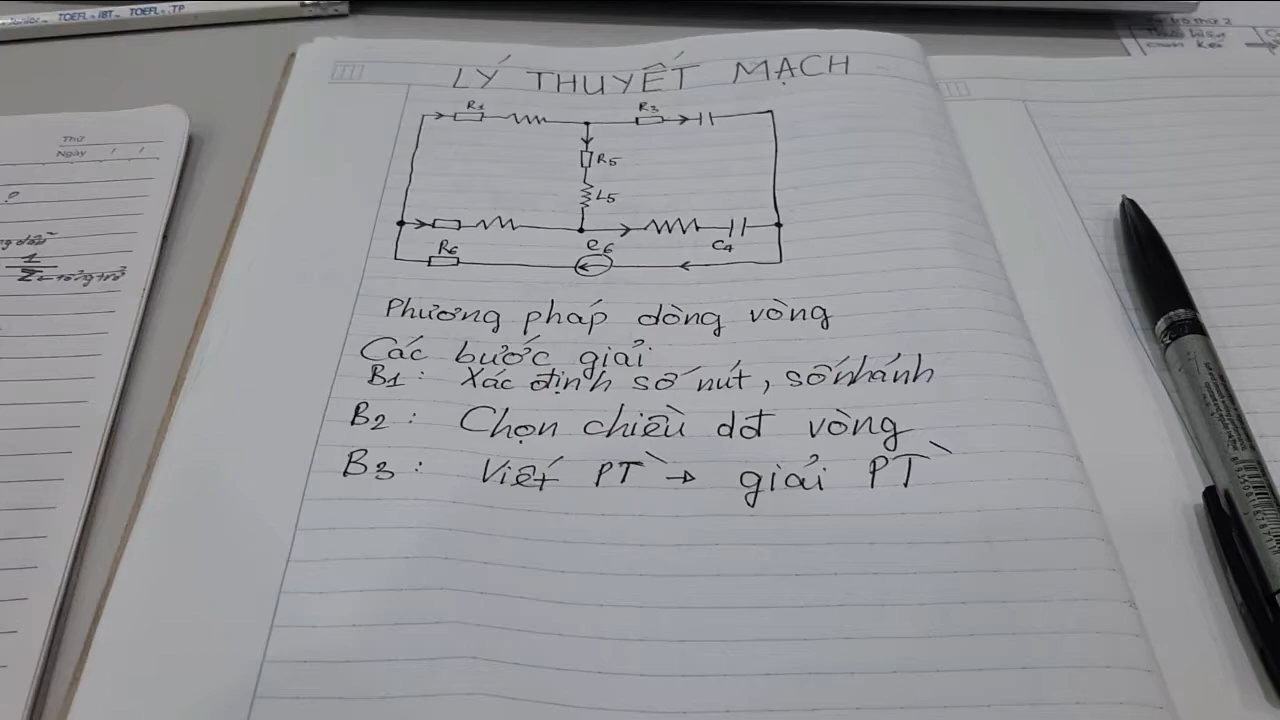 TOEFL iBT TOEFL ITP
LÝ THUYẾT MẠCH
R1
R3
R5
L5
R6
e6
C4
Phương pháp dòng vòng
Các bước giải
B1: Xác định số nút, số nhánh
B2: Chọn chiều dđ vòng
B3: Viết PT̀ → giải PT̀
Thứ
Ngày / /
?
1